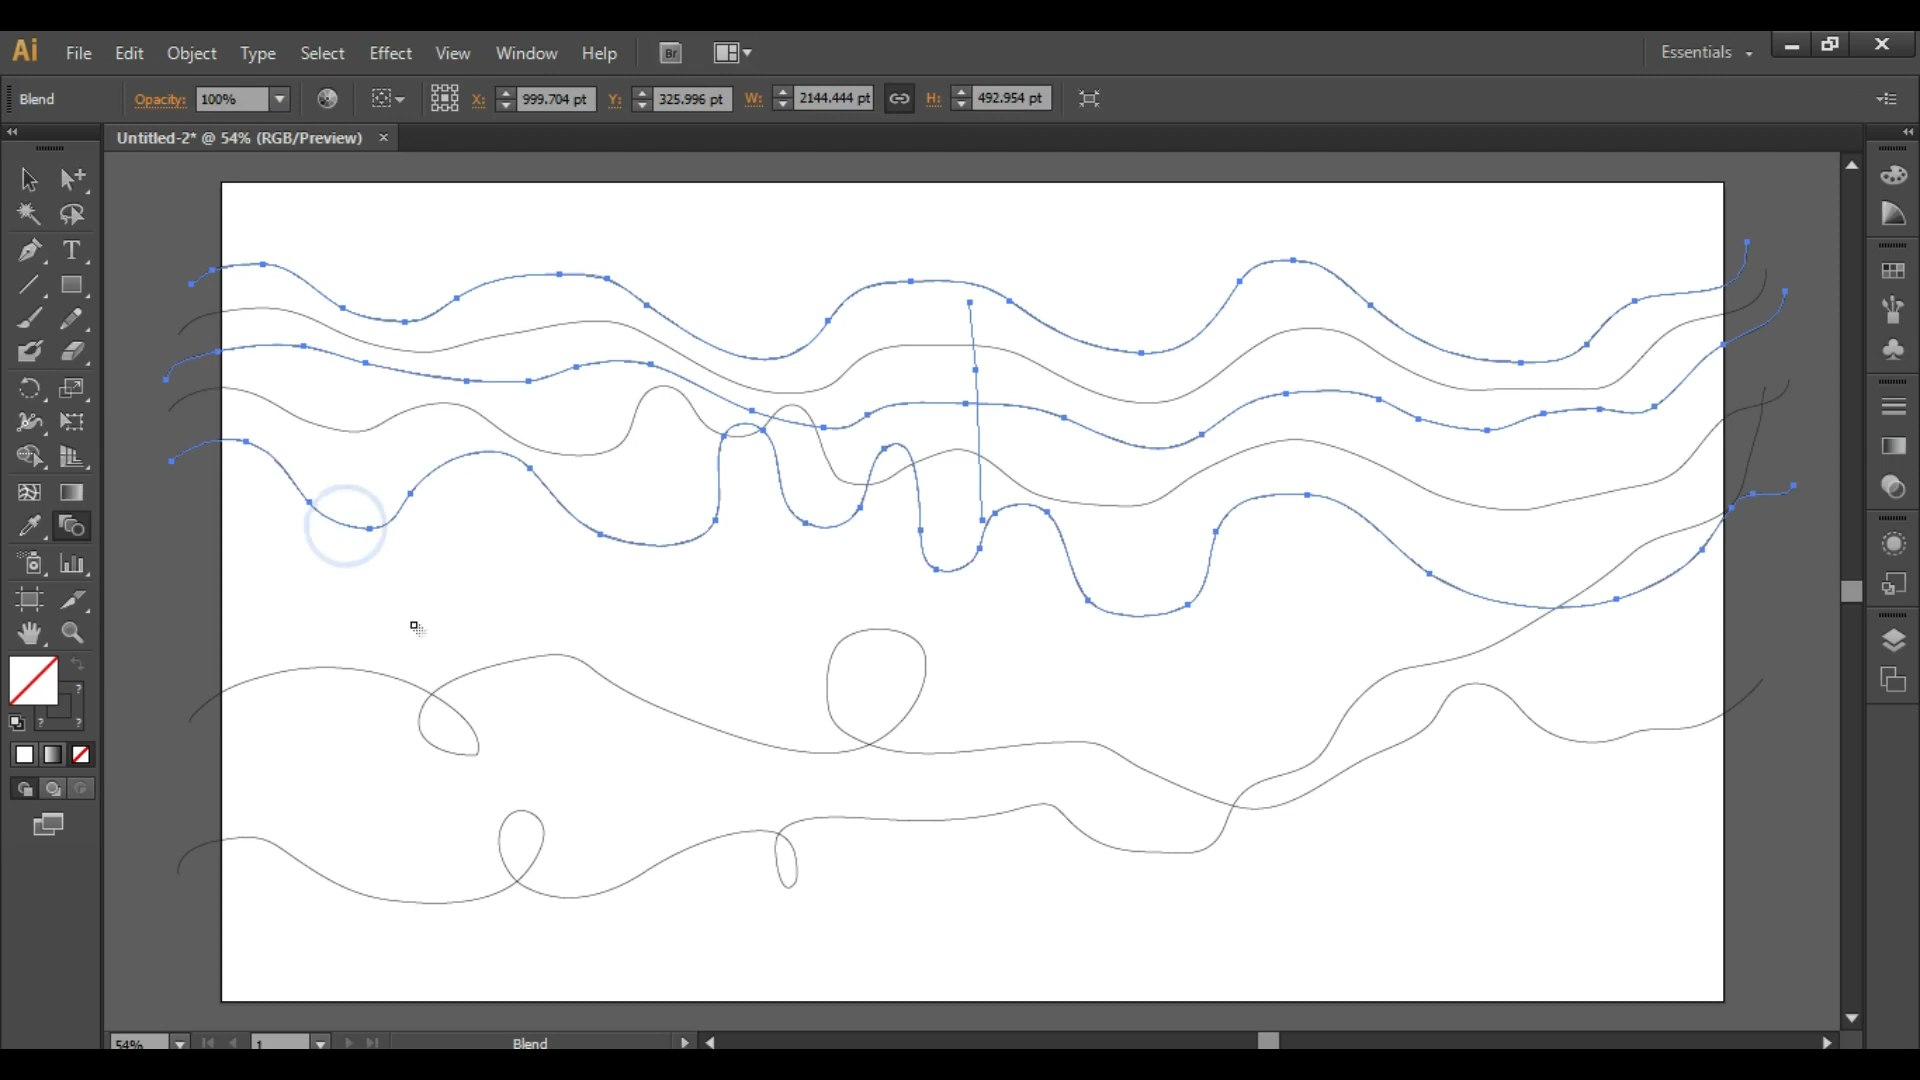 Ai File Edit Object Type Select Effect View Window Help Br Essentials
Blend Opacity: 100% X: 999.704 pt Y: 325.996 pt W: 2144.444 pt H: 492.954 pt
Untitled-2* @ 54% (RGB/Preview) ×
T
? ? ?
54% 1 Blend